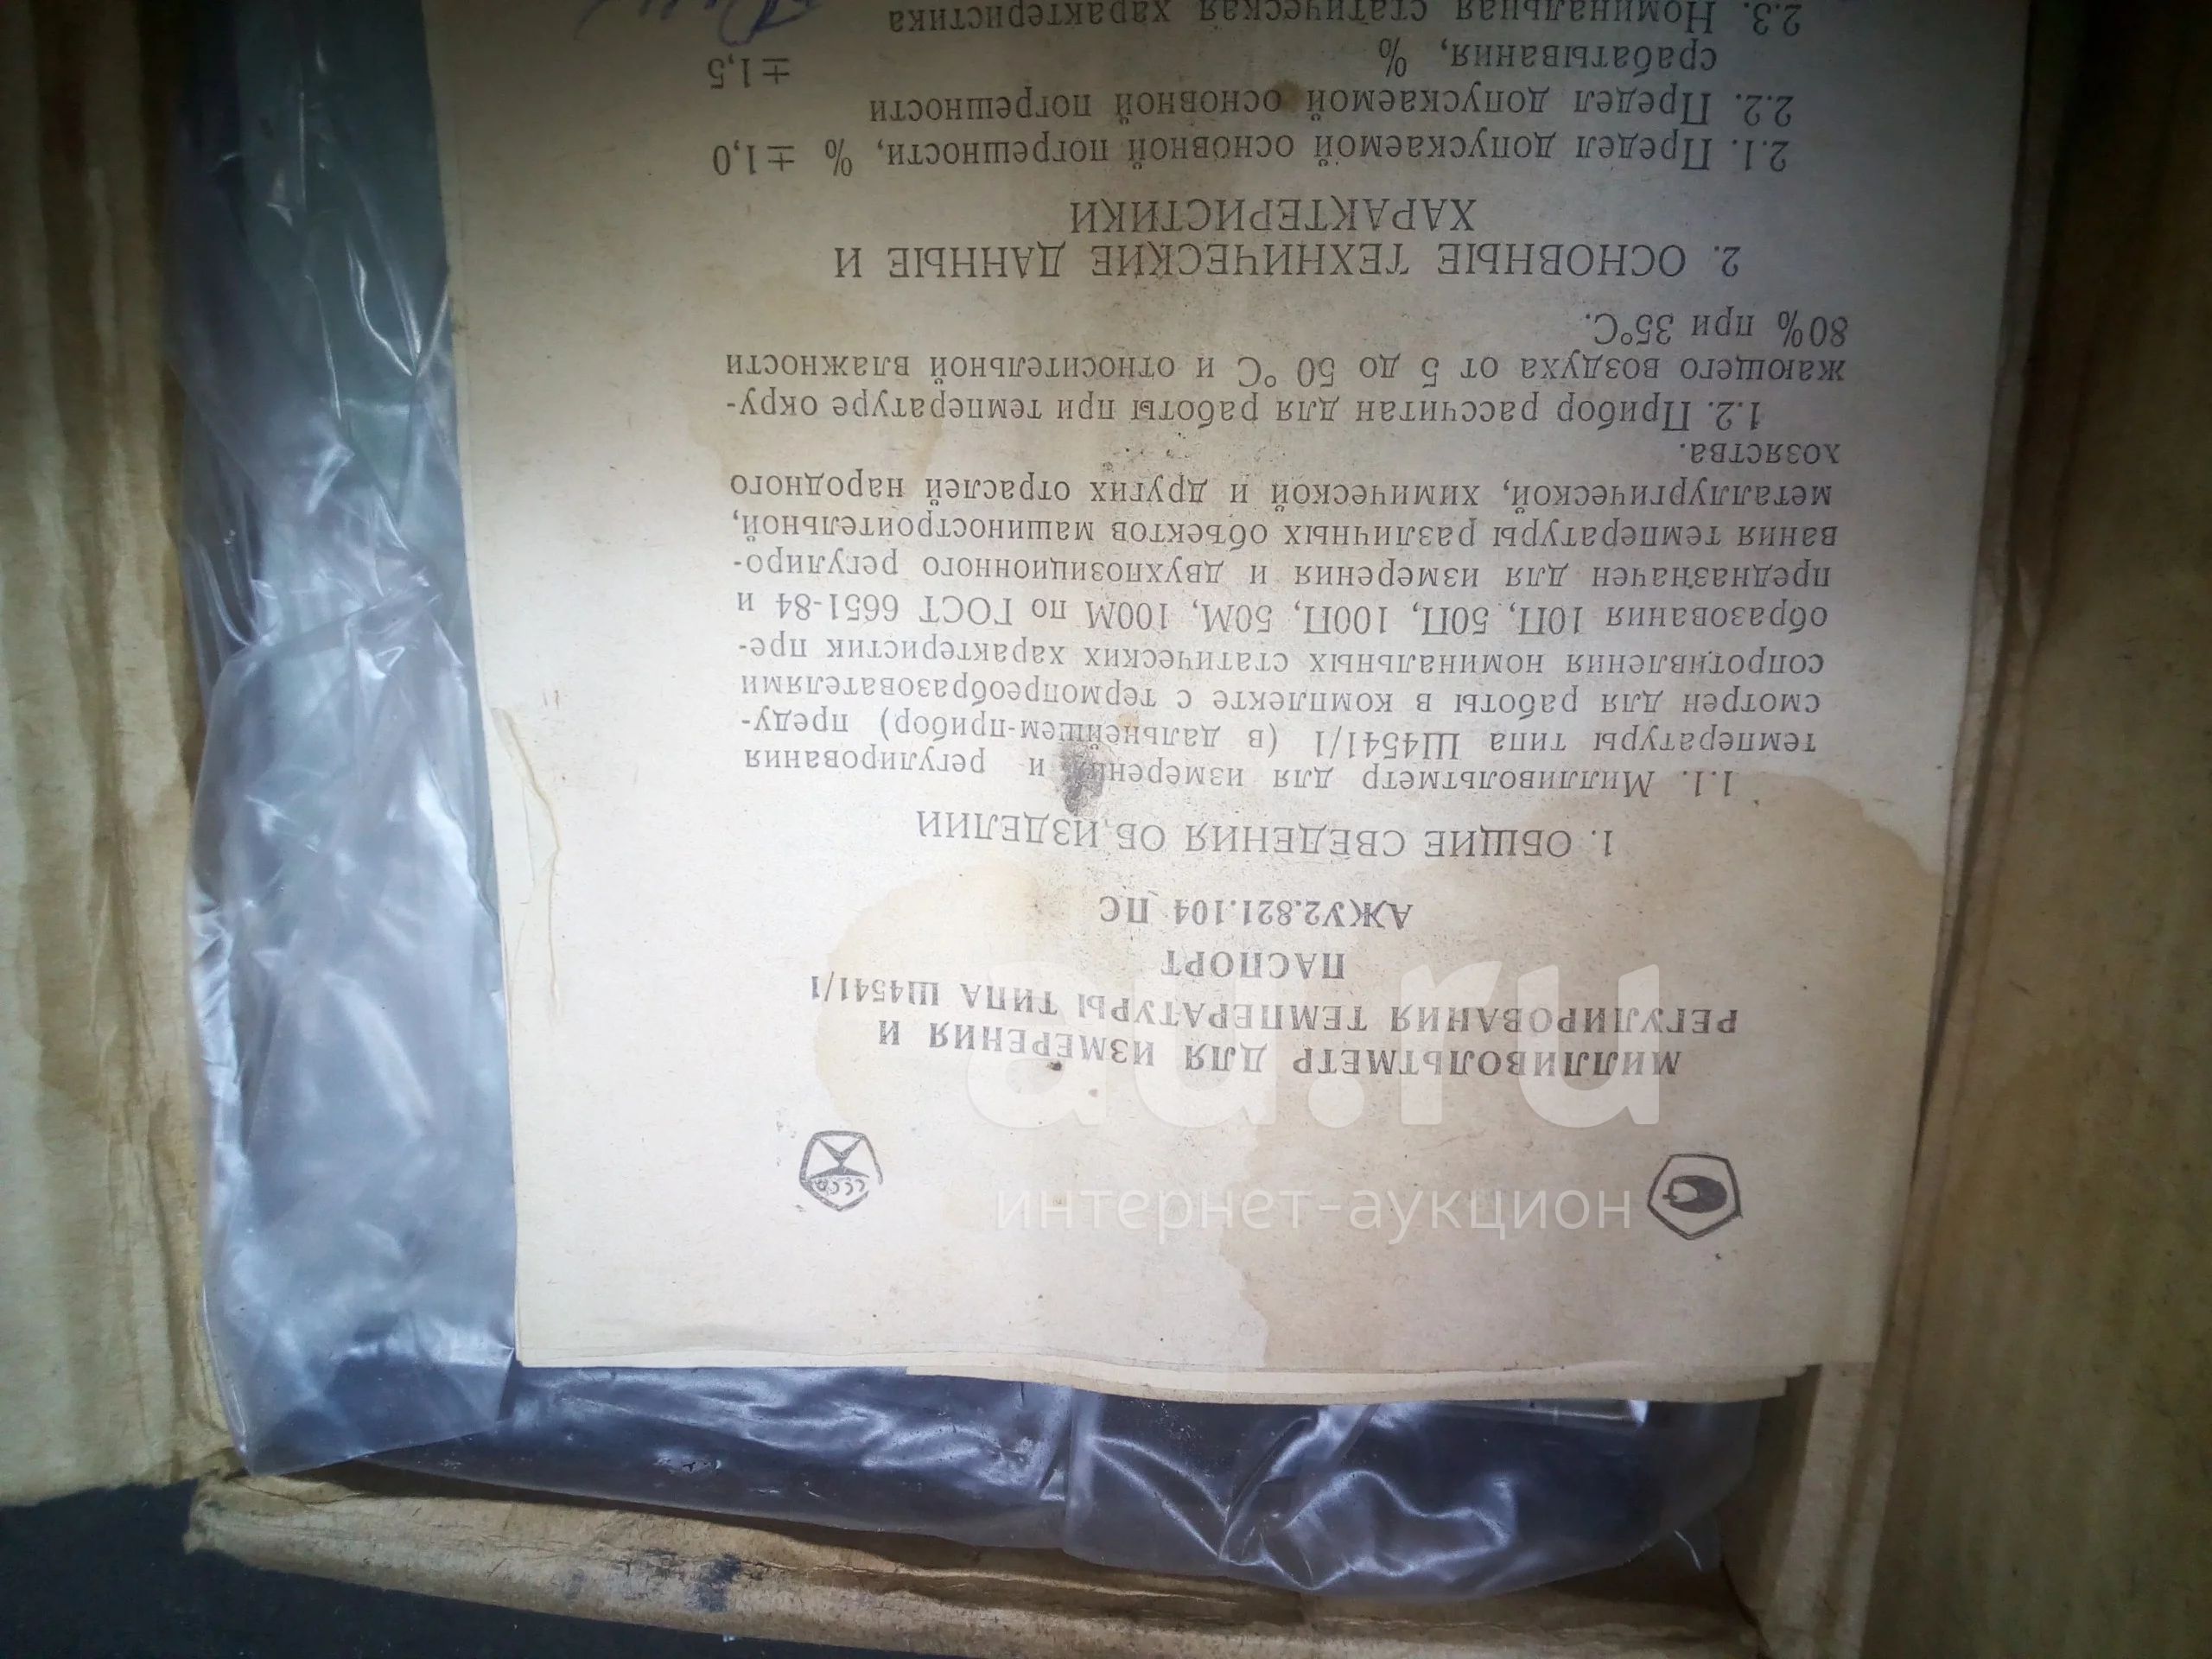 СССР
МИЛЛИВОЛЬТМЕТР ДЛЯ ИЗМЕРЕНИЯ И
РЕГУЛИРОВАНИЯ ТЕМПЕРАТУРЫ ТИПА Ш4541/1
ПАСПОРТ
АЖУ2.821.104 ПС
1. ОБЩИЕ СВЕДЕНИЯ ОБ ИЗДЕЛИИ
1.1. Милливольтметр для измерения и регулирования
температуры типа Ш4541/1 (в дальнейшем-прибор) преду-
смотрен для работы в комплекте с термопреобразователями
сопротивления номинальных статических характеристик пре-
образования 10П, 50П, 100П, 50М, 100М по ГОСТ 6651-84 и
предназначен для измерения и двухпозиционного регулиро-
вания температуры различных объектов машиностроительной,
металлургической, химической и других отраслей народного
хозяйства.
1.2. Прибор рассчитан для работы при температуре окру-
жающего воздуха от 5 до 50 °С и относительной влажности
80% при 35°С.
2. ОСНОВНЫЕ ТЕХНИЧЕСКИЕ ДАННЫЕ И
ХАРАКТЕРИСТИКИ
2.1. Предел допускаемой основной погрешности, % ±1,0
2.2. Предел допускаемой основной погрешности
срабатывания, % ±1,5
2.3. Номинальная статическая характеристика
au.ru
интернет-аукцион